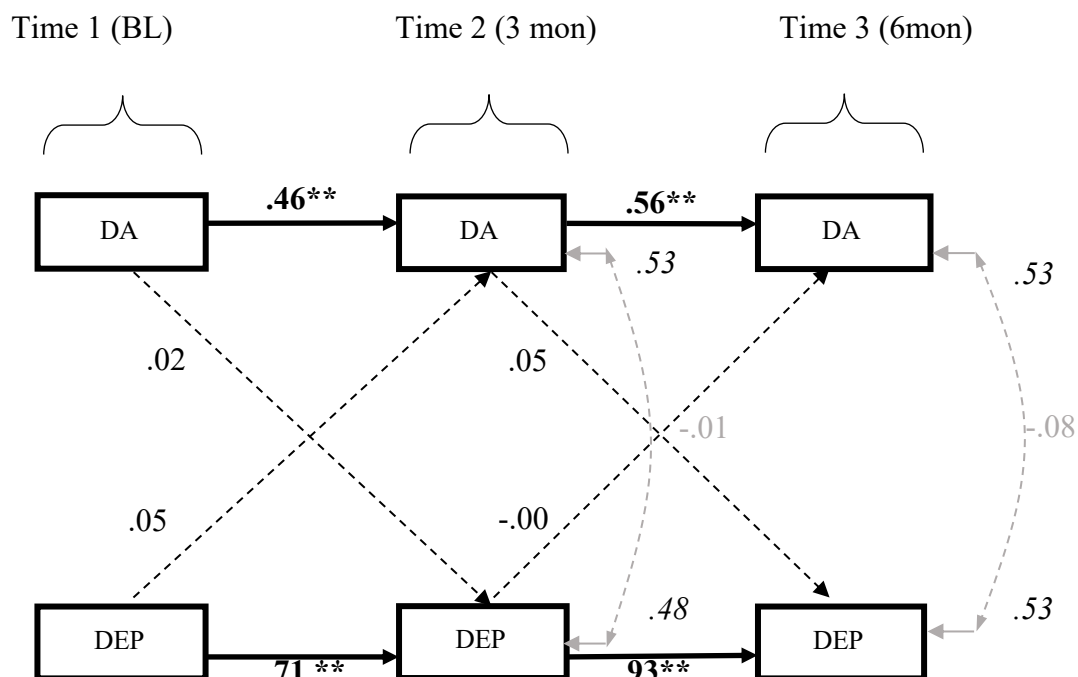 Time 1 (BL) Time 2 (3 mon) Time 3 (6mon)
.46** .56**
DA DA DA
.53 .53
.02 .05
-.01 -.08
.05 -.00
.48 .53
DEP DEP DEP
71 ** 93**